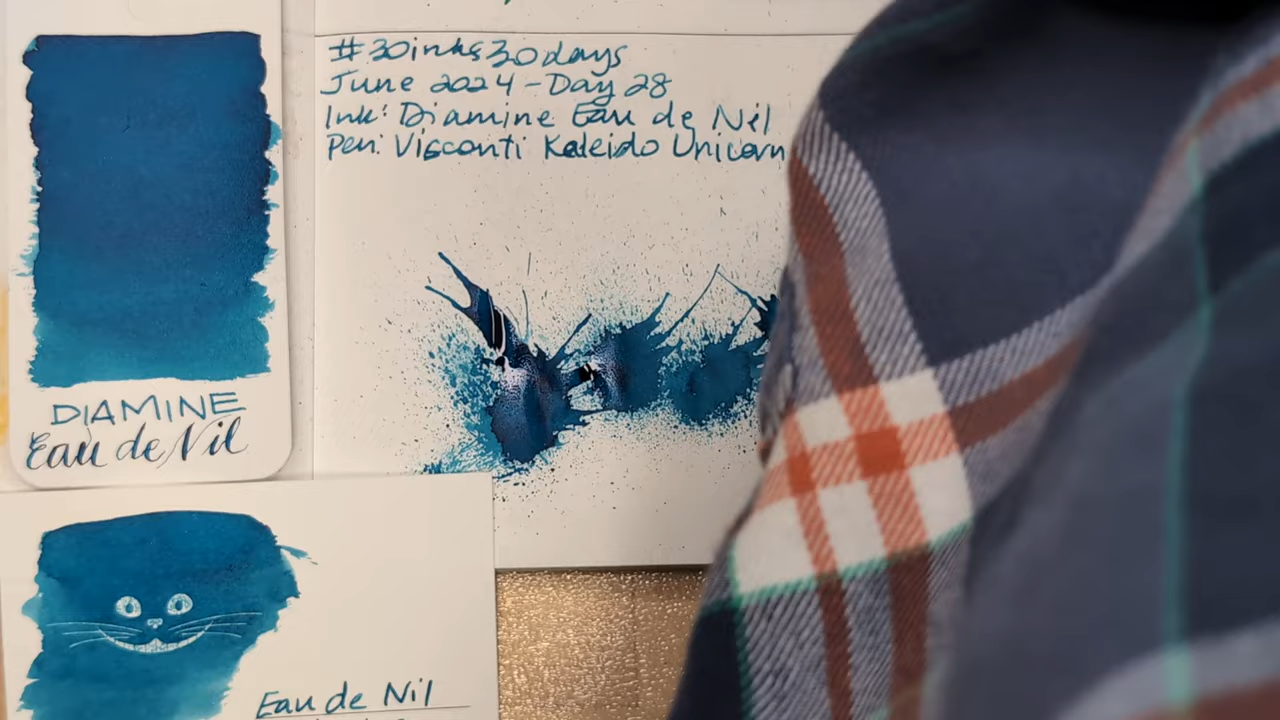 #30inks30days
June 2024 - Day 28
Ink: Diamine Eau de Nil
Pen: Visconti Kaleido Unicorn
DIAMINE
Eau de Nil
Eau de Nil